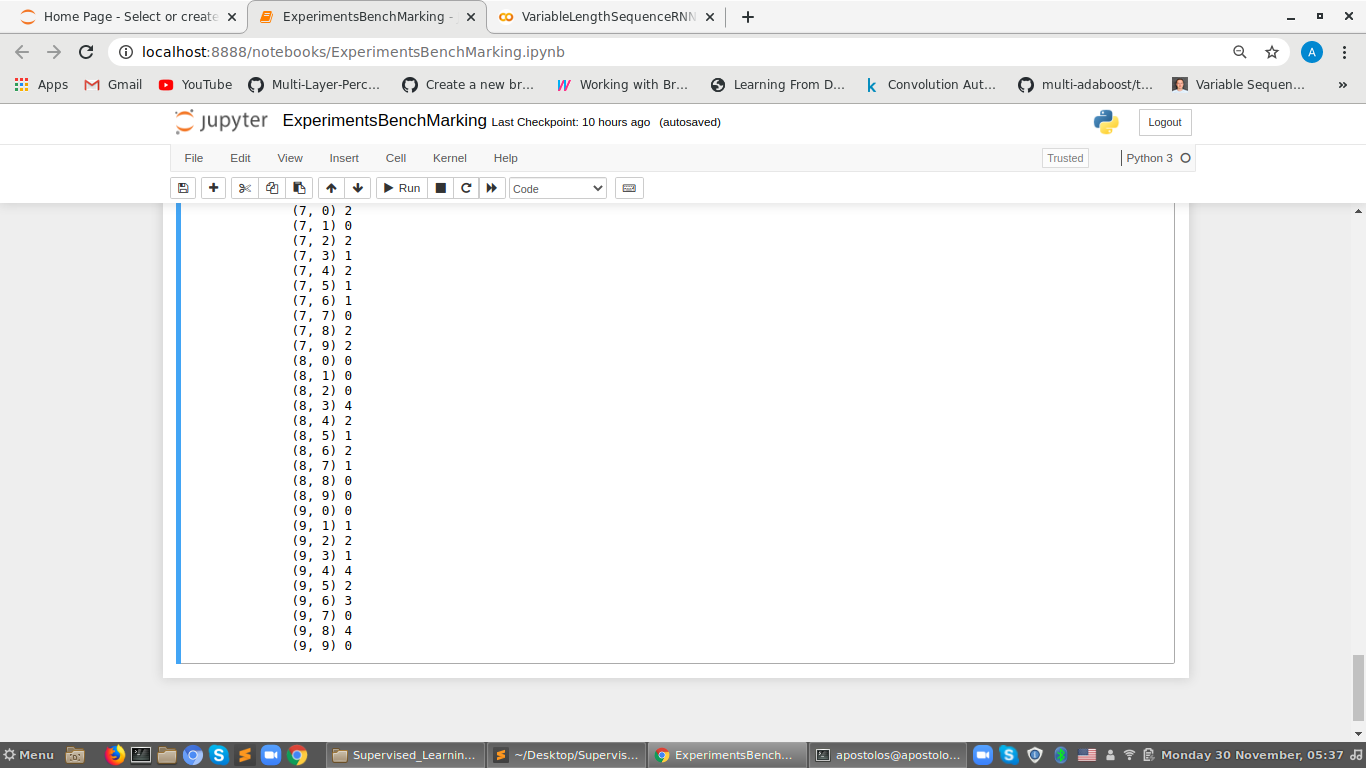 Home Page - Select or create
ExperimentsBenchMarking -
VariableLengthSequenceRNN
localhost:8888/notebooks/ExperimentsBenchMarking.ipynb
A
Apps
Gmail
YouTube
Multi-Layer-Perc...
Create a new br...
Working with Br...
Learning From D...
k Convolution Aut...
multi-adaboost/t...
Variable Sequen...
»
jupyter ExperimentsBenchMarking Last Checkpoint: 10 hours ago (autosaved)
Logout
File Edit View Insert Cell Kernel Help
Trusted
Python 3
Run
Code
(7, 0) 2
(7, 1) 0
(7, 2) 2
(7, 3) 1
(7, 4) 2
(7, 5) 1
(7, 6) 1
(7, 7) 0
(7, 8) 2
(7, 9) 2
(8, 0) 0
(8, 1) 0
(8, 2) 0
(8, 3) 4
(8, 4) 2
(8, 5) 1
(8, 6) 2
(8, 7) 1
(8, 8) 0
(8, 9) 0
(9, 0) 0
(9, 1) 1
(9, 2) 2
(9, 3) 1
(9, 4) 4
(9, 5) 2
(9, 6) 3
(9, 7) 0
(9, 8) 4
(9, 9) 0
Menu
Supervised_Learnin...
~/Desktop/Supervis...
ExperimentsBench...
apostolos@apostolo...
Monday 30 November, 05:37